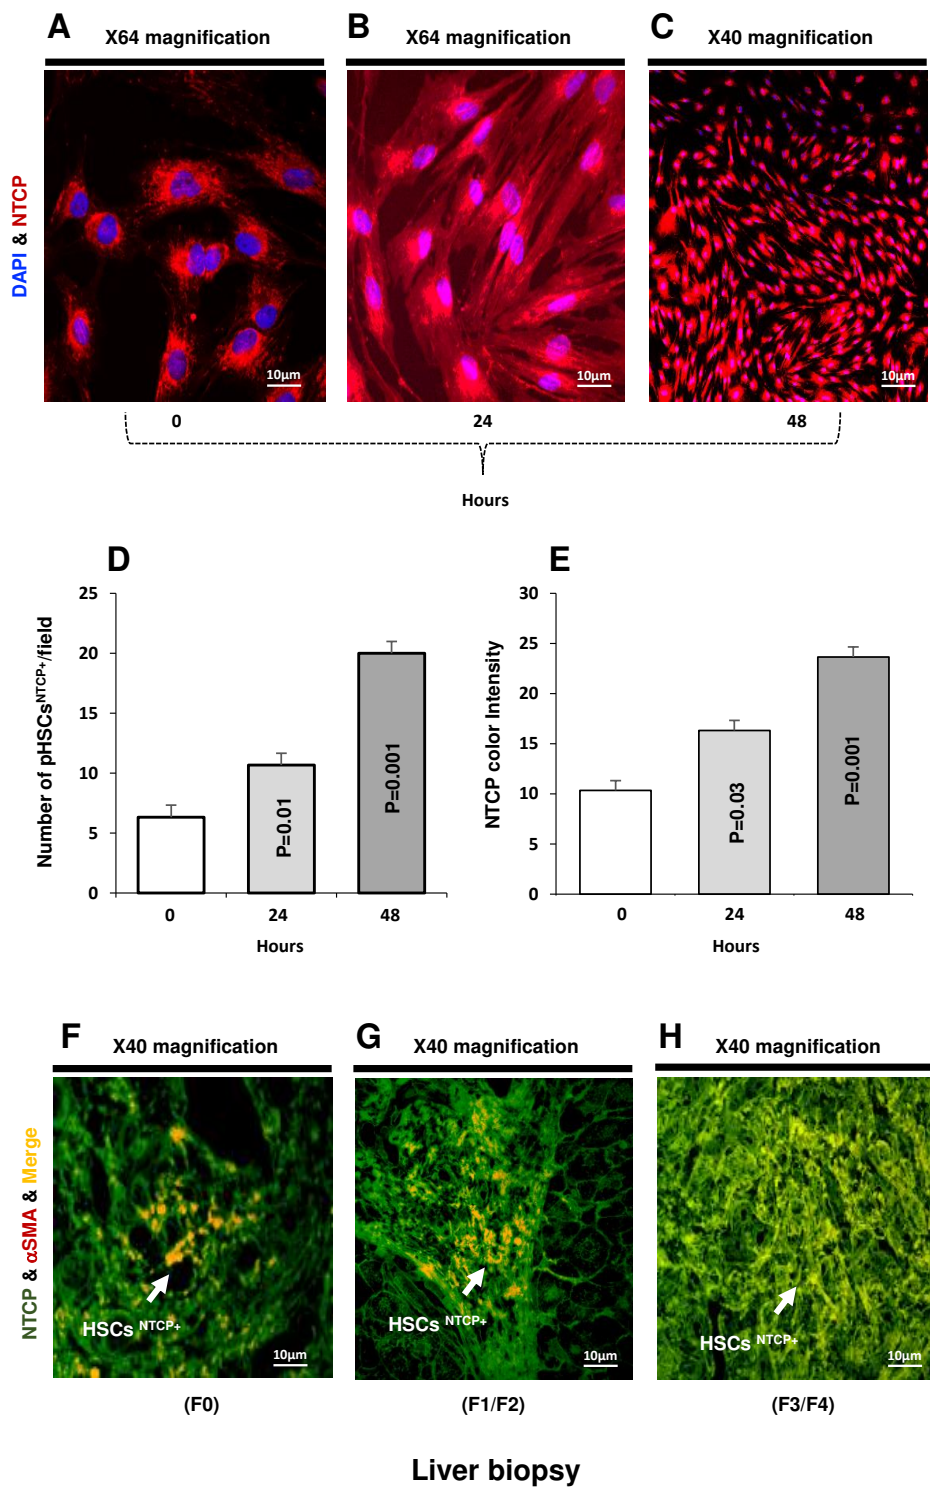 A
B
C
X64 magnification
X64 magnification
X40 magnification
DAPI & NTCP
10µm
10µm
10µm
0
24
48
Hours
D
E
Number of pHSCs^NTCP+/field
25
20
15
10
5
0
P=0.01
P=0.001
0
24
48
Hours
NTCP color Intensity
30
25
20
15
10
5
0
P=0.03
P=0.001
0
24
48
Hours
F
G
H
X40 magnification
X40 magnification
X40 magnification
NTCP & αSMA & Merge
HSCs NTCP+
10µm
HSCs NTCP+
10µm
HSCs NTCP+
10µm
(F0)
(F1/F2)
(F3/F4)
Liver biopsy